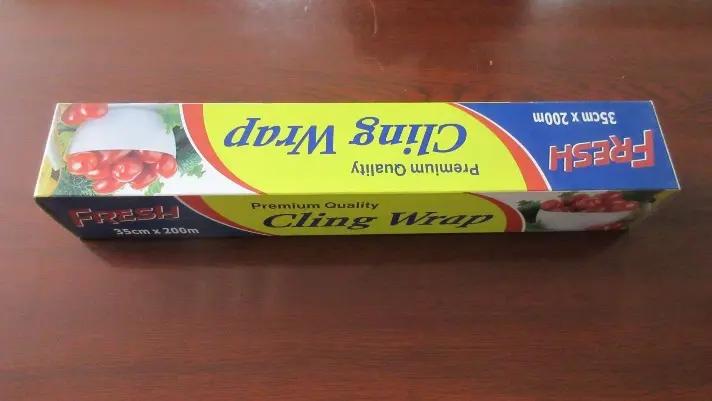 FRESH
35cm x 200m
Premium Quality
Cling Wrap
FRESH
35cm x 200m
Premium Quality
Cling Wrap